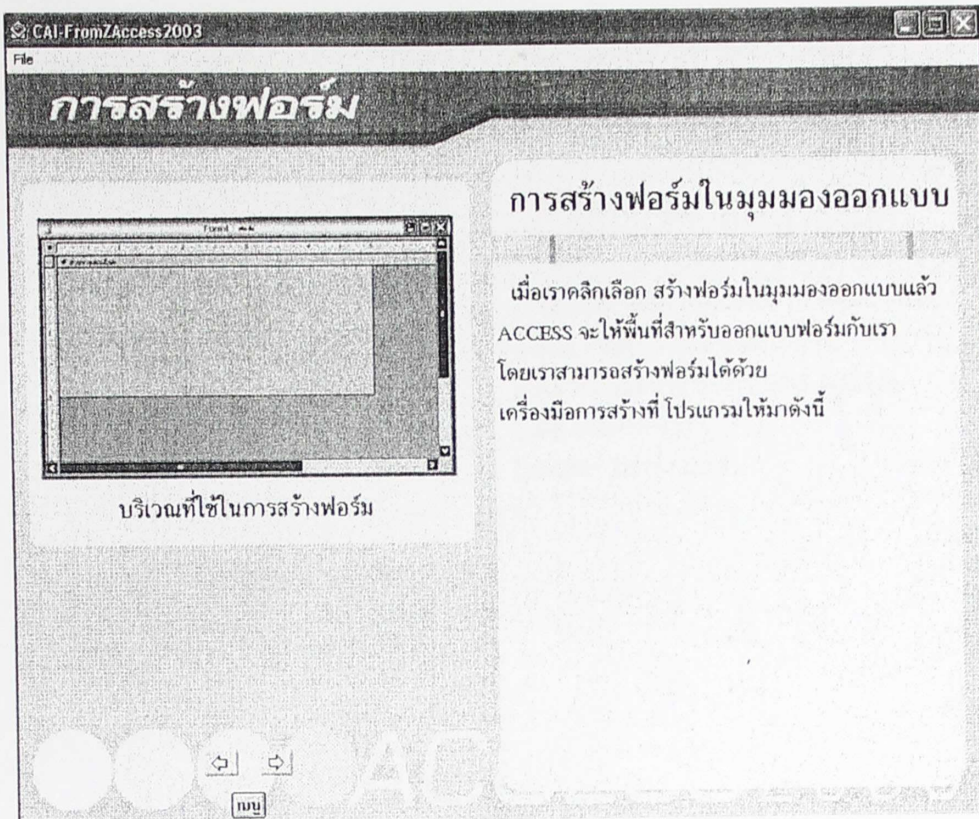 CAI-FromZAccess2003
File
การสร้างฟอร์ม
การสร้างฟอร์มในมุมมองออกแบบ
เมื่อเราคลิกเลือก สร้างฟอร์มในมุมมองออกแบบแล้ว
ACCESS จะให้พื้นที่สำหรับออกแบบฟอร์มกับเรา
โดยเราสามารถสร้างฟอร์มได้ด้วย
เครื่องมือการสร้างที่ โปรแกรมให้มาดังนี้
บริเวณที่ใช้ในการสร้างฟอร์ม
เมนู